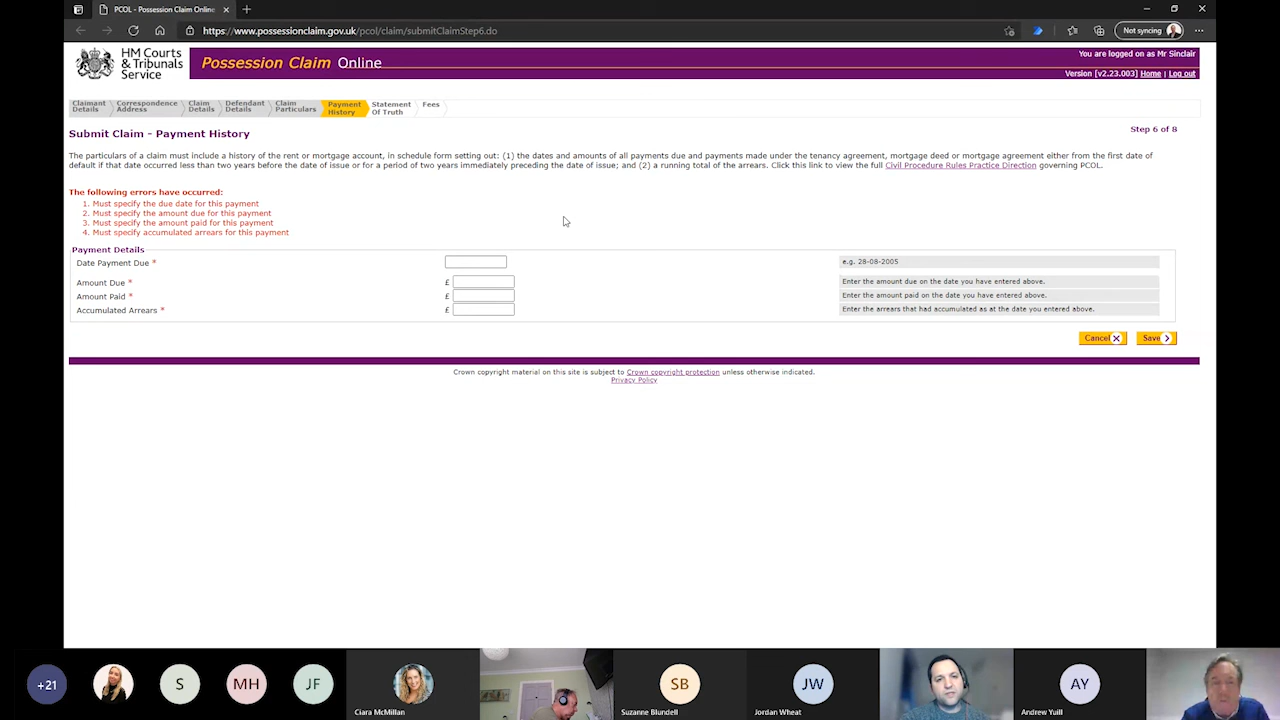 PCOL - Possession Claim Online
https://www.possessionclaim.gov.uk/pcol/claim/submitClaimStep6.do
Not syncing
HM Courts
& Tribunals
Service
Possession Claim Online
You are logged on as Mr Sinclair
Version [v2.23.003] Home | Log out
Claimant Details
Correspondence Address
Claim Details
Defendant Details
Claim Particulars
Payment History
Statement Of Truth
Fees
Submit Claim - Payment History
Step 6 of 8
The particulars of a claim must include a history of the rent or mortgage account, in schedule form setting out: (1) the dates and amounts of all payments due and payments made under the tenancy agreement, mortgage deed or mortgage agreement either from the first date of
default if that date occurred less than two years before the date of issue or for a period of two years immediately preceding the date of issue; and (2) a running total of the arrears. Click this link to view the full Civil Procedure Rules Practice Direction governing PCOL.
The following errors have occurred:
1. Must specify the due date for this payment
2. Must specify the amount due for this payment
3. Must specify the amount paid for this payment
4. Must specify accumulated arrears for this payment
Payment Details
Date Payment Due * e.g. 28-08-2005
Amount Due * £ Enter the amount due on the date you have entered above.
Amount Paid * £ Enter the amount paid on the date you have entered above.
Accumulated Arrears * £ Enter the arrears that had accumulated as at the date you entered above.
Cancel Save
Crown copyright material on this site is subject to Crown copyright protection unless otherwise indicated.
Privacy Policy
+21
S
MH
JF
SB
JW
AY
Ciara McMillan
Suzanne Blundell
Jordan Wheat
Andrew Yuill